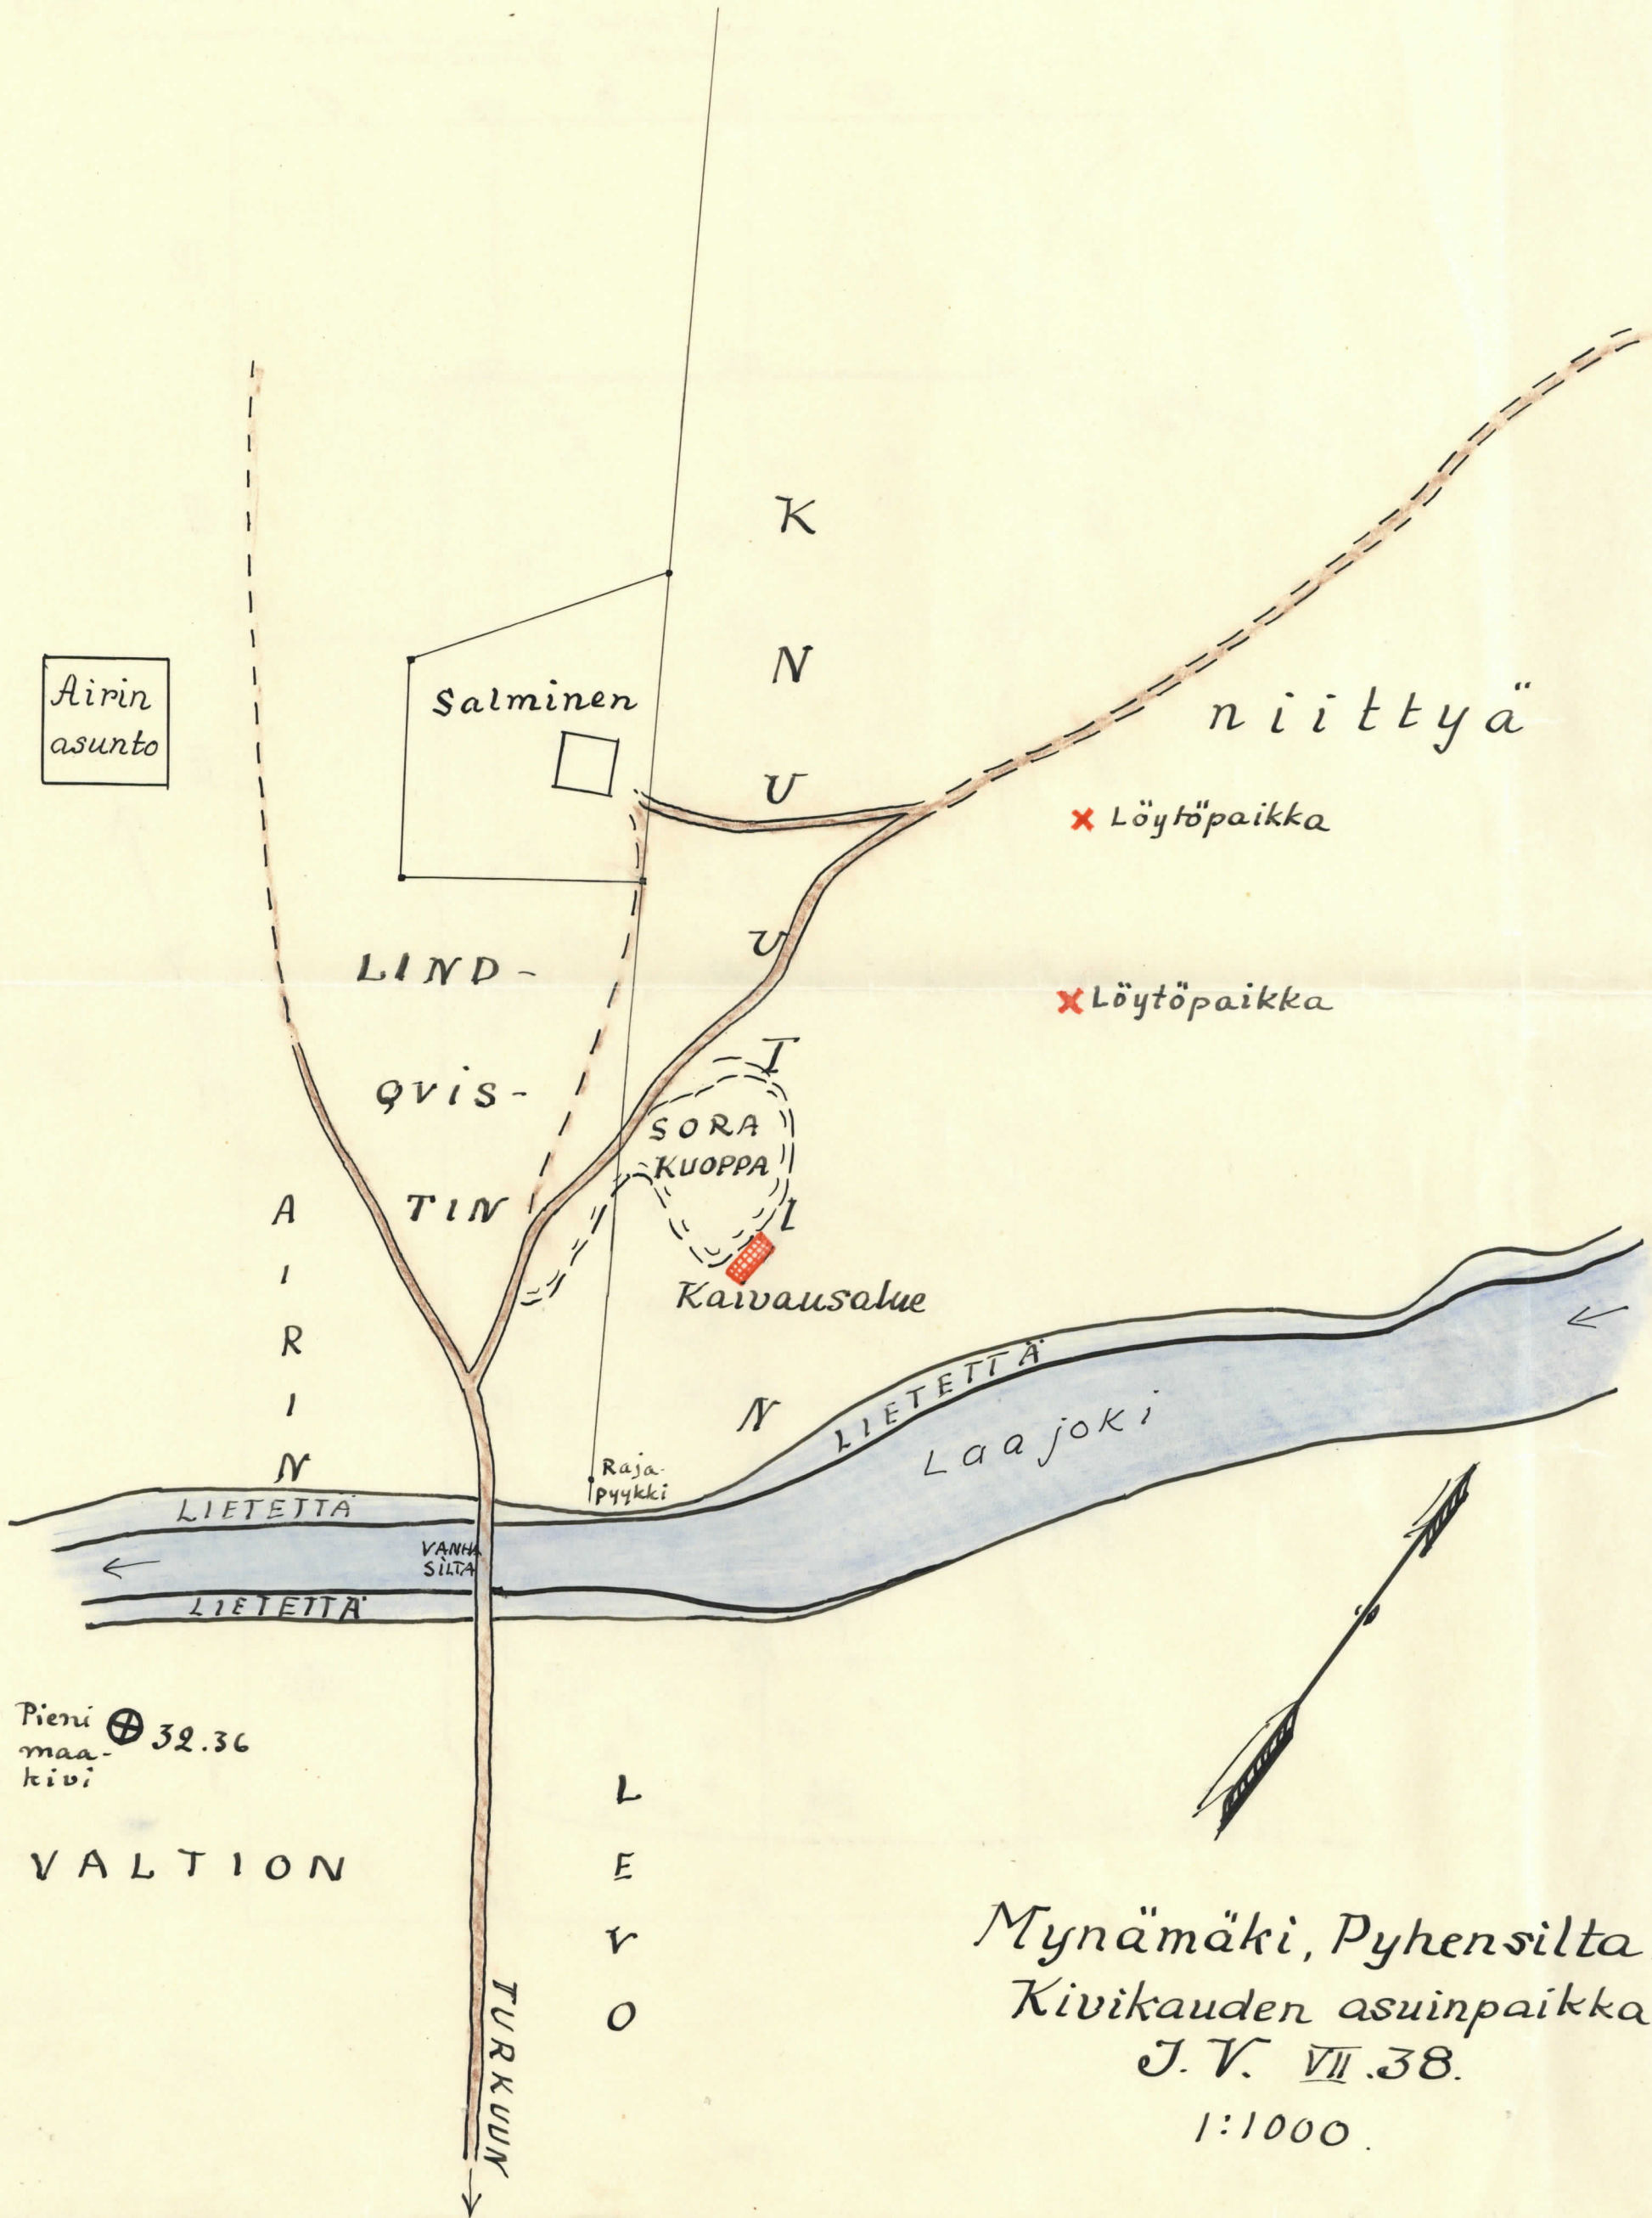 K
N
U
U
T
I
L
N
Airin
asunto
Salminen
niittyä
Löytöpaikka
Löytöpaikka
LIND-
QVIS-
TIN
SORA
KUOPPA
Kaivausalue
A
I
R
I
N
LIETETTÄ
Laajoki
Raja-
pyykki
LIETETTÄ
VANHA
SILTA
LIETETTÄ
Pieni
maa-
kivi
32.36
VALTION
L
E
V
O
TURKUUN
Mynämäki, Pyhensilta
Kivikauden asuinpaikka
J. V. VII.38.
1:1000.